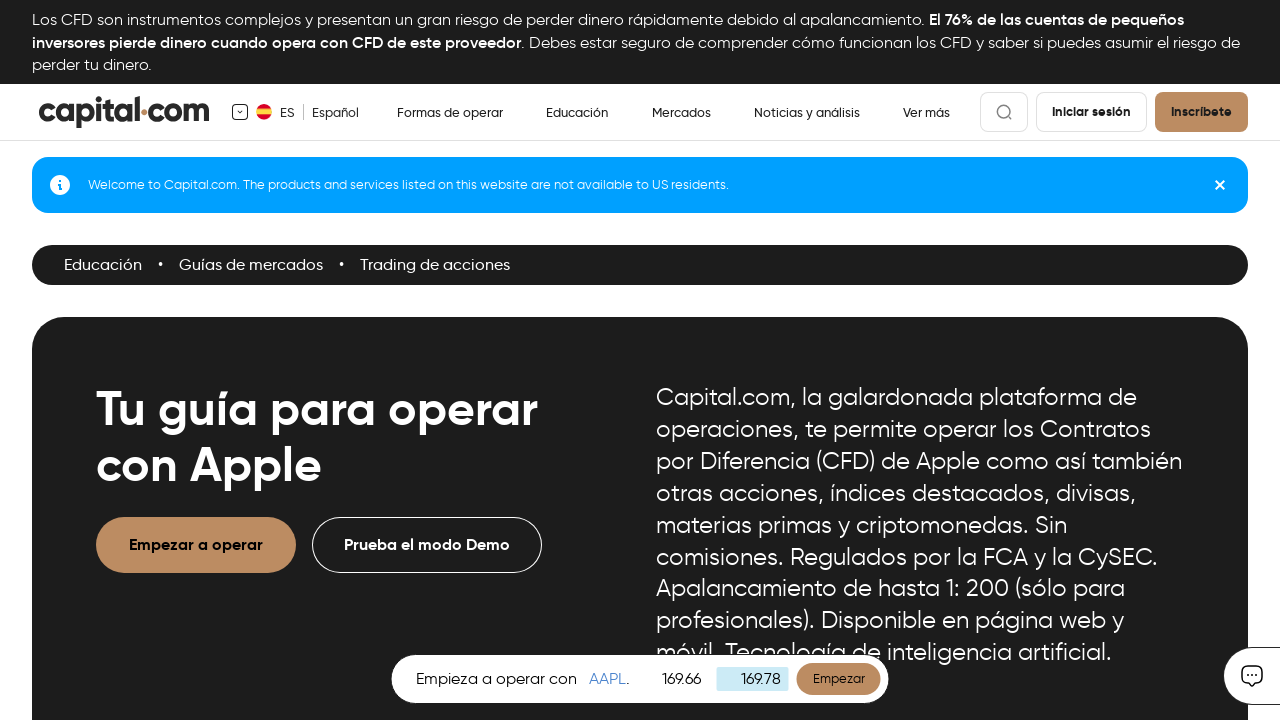 Los CFD son instrumentos complejos y presentan un gran riesgo de perder dinero rápidamente debido al apalancamiento. El 76% de las cuentas de pequeños
inversores pierde dinero cuando opera con CFD de este proveedor. Debes estar seguro de comprender cómo funcionan los CFD y saber si puedes asumir el riesgo de
perder tu dinero.
capital.com ES Español Formas de operar Educación Mercados Noticias y análisis Ver más Iniciar sesión Inscríbete
Welcome to Capital.com. The products and services listed on this website are not available to US residents.
Educación • Guías de mercados • Trading de acciones
Tu guía para operar
con Apple
Empezar a operar Prueba el modo Demo
Capital.com, la galardonada plataforma de
operaciones, te permite operar los Contratos
por Diferencia (CFD) de Apple como así también
otras acciones, índices destacados, divisas,
materias primas y criptomonedas. Sin
comisiones. Regulados por la FCA y la CySEC.
Apalancamiento de hasta 1: 200 (sólo para
profesionales). Disponible en página web y
móvil. Tecnología de inteligencia artificial.
Empieza a operar con AAPL. 169.66 169.78 Empezar